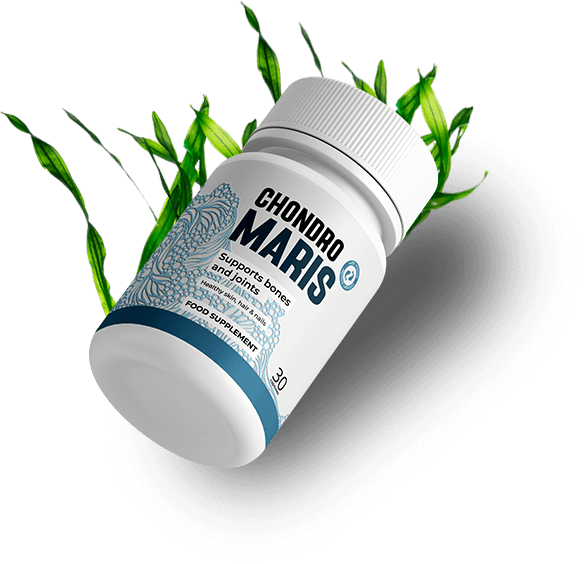 CHONDRO
MARIS
Supports bones
and joints
Healthy skin, hair & nails
FOOD SUPPLEMENT
30